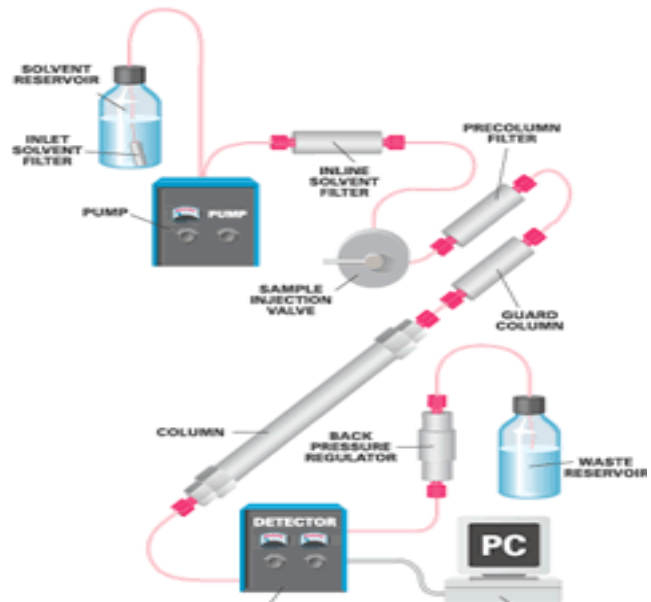 SOLVENT
RESERVOIR
INLET
SOLVENT
FILTER
PUMP
PUMP
INLINE
SOLVENT
FILTER
PRECOLUMN
FILTER
SAMPLE
INJECTION
VALVE
GUARD
COLUMN
COLUMN
BACK
PRESSURE
REGULATOR
WASTE
RESERVOIR
DETECTOR
PC